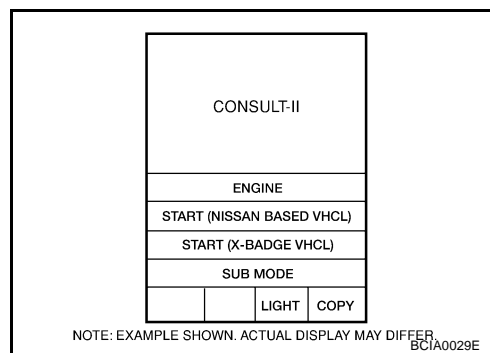 CONSULT-II
ENGINE
START (NISSAN BASED VHCL)
START (X-BADGE VHCL)
SUB MODE
LIGHT COPY
NOTE: EXAMPLE SHOWN. ACTUAL DISPLAY MAY DIFFER.
BCIA0029E